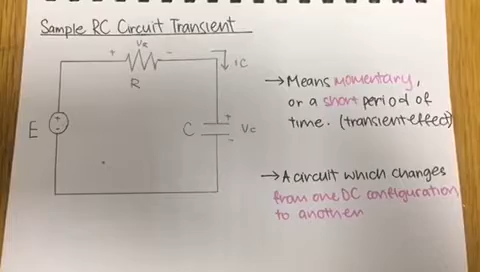 Sample RC Circuit Transient
+ VR -
R
iC
E
+
-
C
+
Vc
-
→ Means momentary,
or a short period of
time. (transient effect)
→ A circuit which changes
from one DC configuration
to another